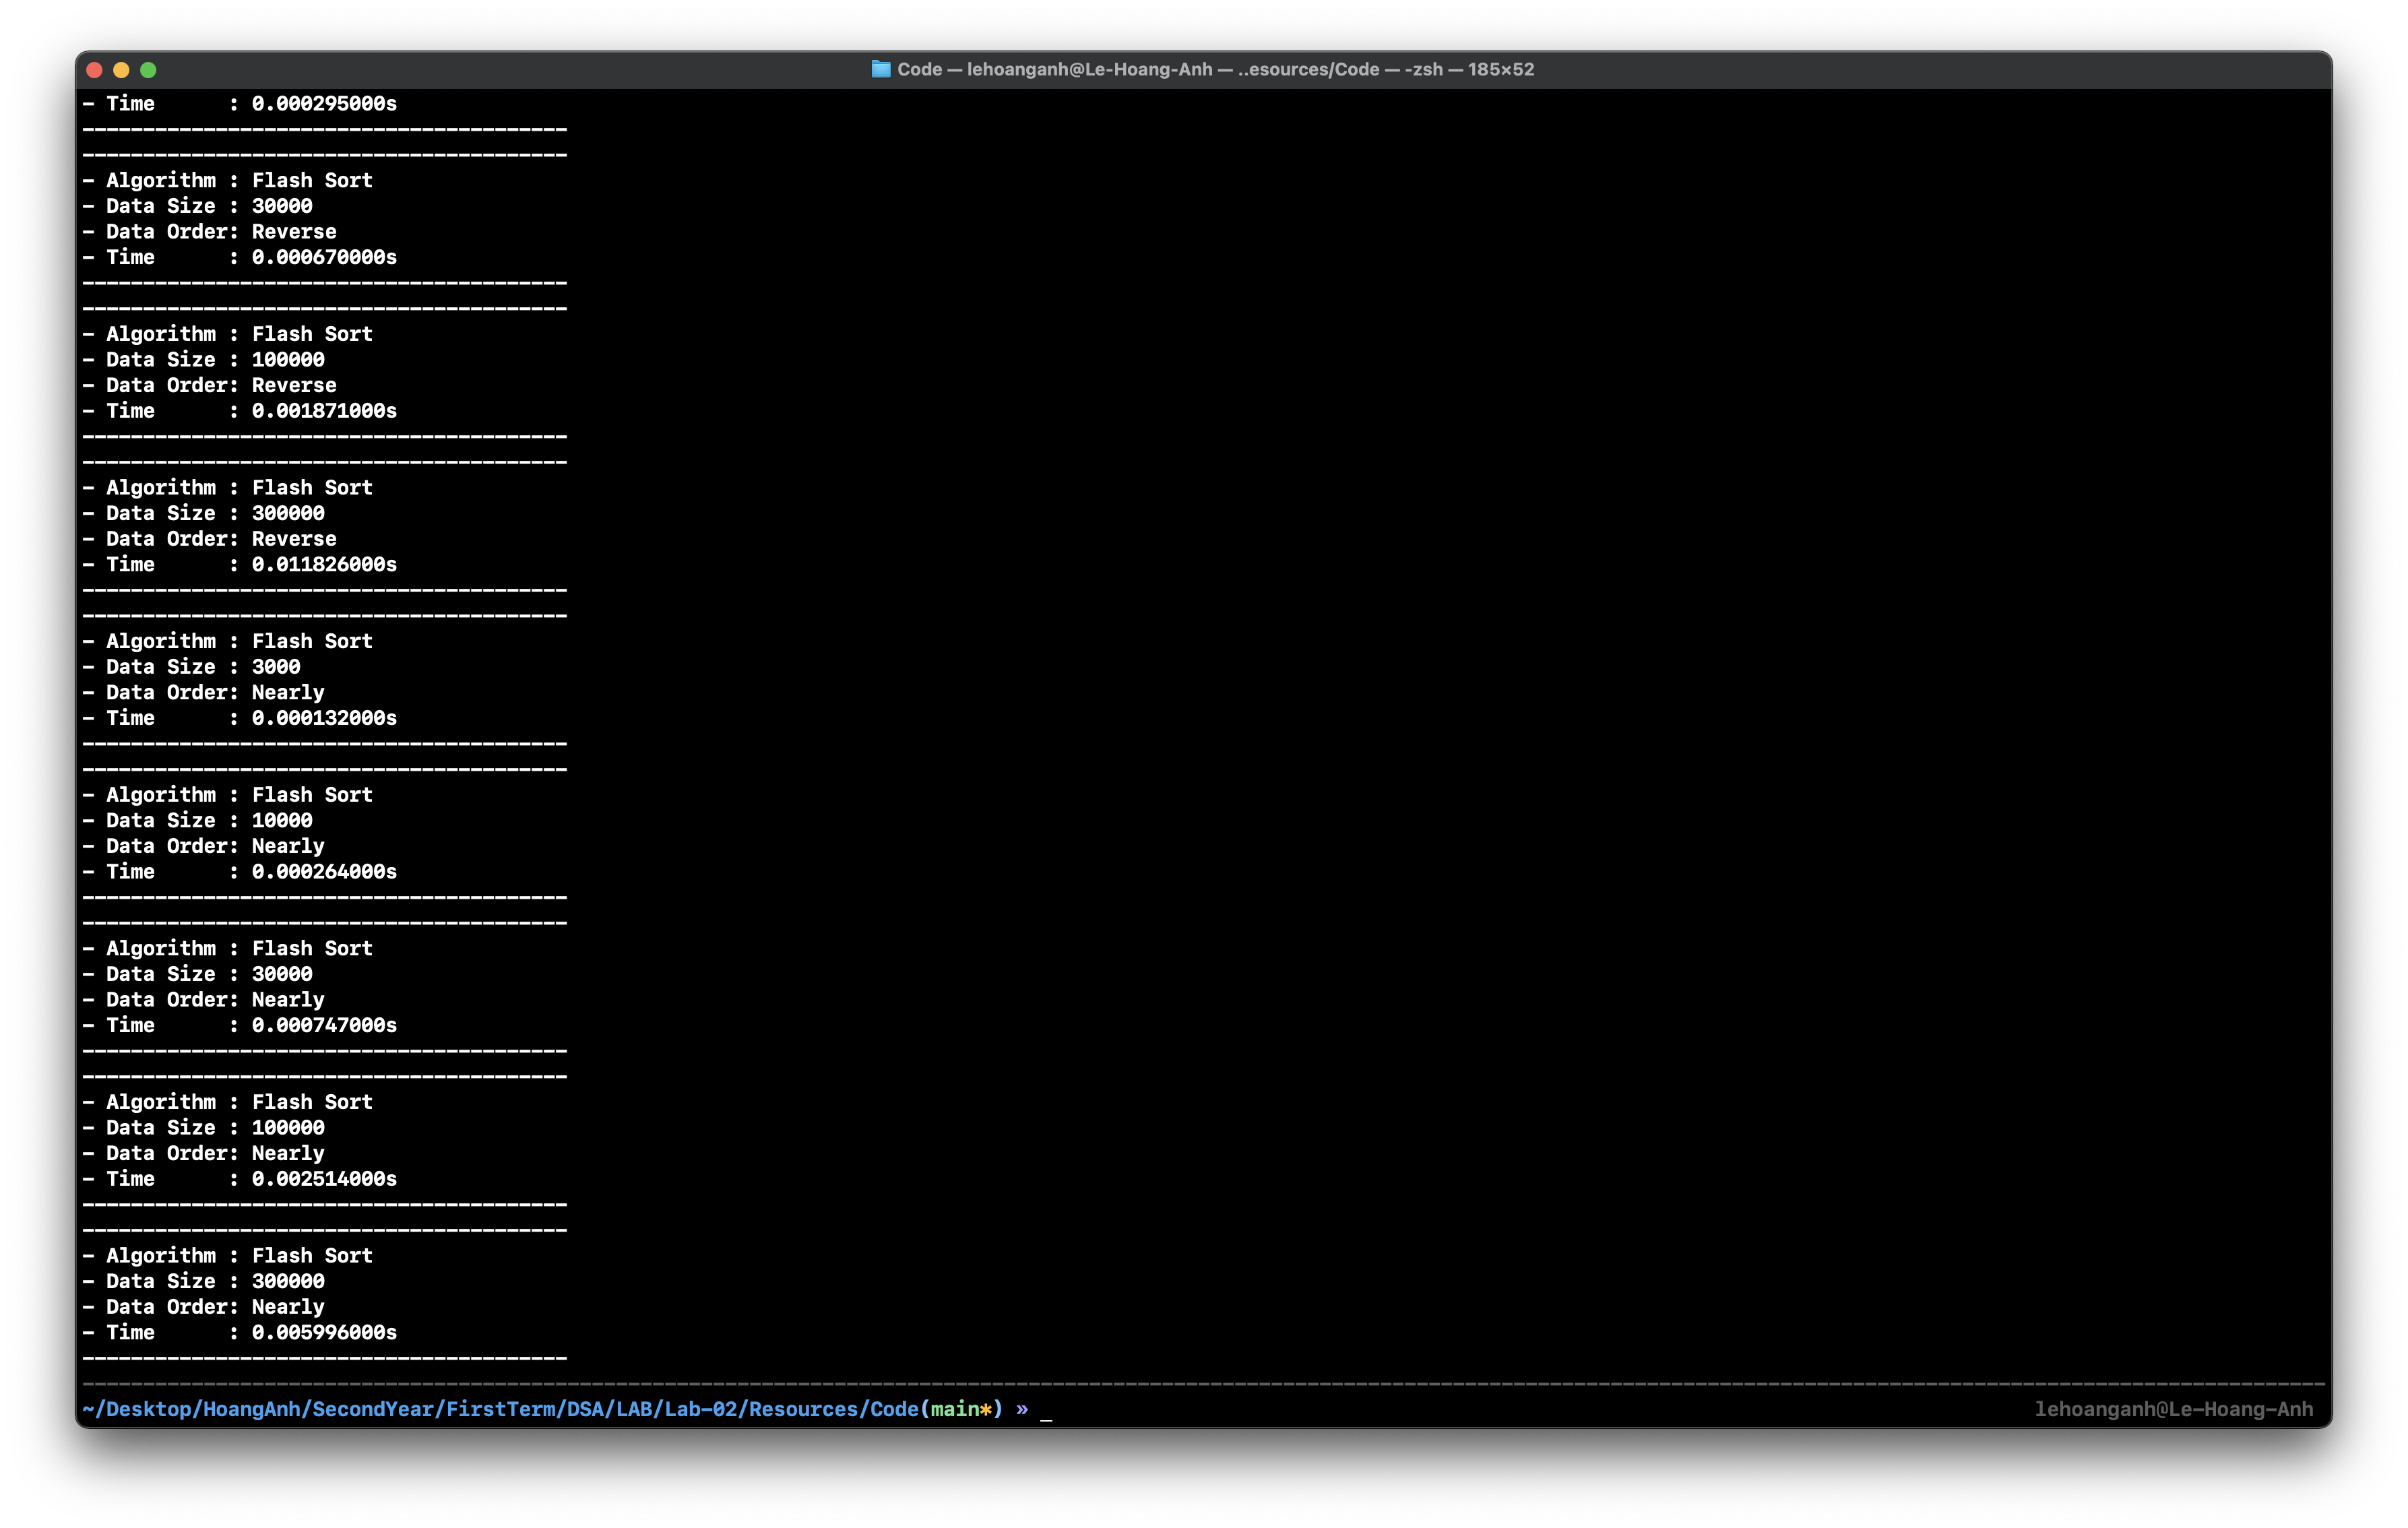 Code — lehoanganh@Le-Hoang-Anh — ..esources/Code — -zsh — 185×52
- Time      : 0.000295000s
----------------------------------------
----------------------------------------
- Algorithm : Flash Sort
- Data Size : 30000
- Data Order: Reverse
- Time      : 0.000670000s
----------------------------------------
----------------------------------------
- Algorithm : Flash Sort
- Data Size : 100000
- Data Order: Reverse
- Time      : 0.001871000s
----------------------------------------
----------------------------------------
- Algorithm : Flash Sort
- Data Size : 300000
- Data Order: Reverse
- Time      : 0.011826000s
----------------------------------------
----------------------------------------
- Algorithm : Flash Sort
- Data Size : 3000
- Data Order: Nearly
- Time      : 0.000132000s
----------------------------------------
----------------------------------------
- Algorithm : Flash Sort
- Data Size : 10000
- Data Order: Nearly
- Time      : 0.000264000s
----------------------------------------
----------------------------------------
- Algorithm : Flash Sort
- Data Size : 30000
- Data Order: Nearly
- Time      : 0.000747000s
----------------------------------------
----------------------------------------
- Algorithm : Flash Sort
- Data Size : 100000
- Data Order: Nearly
- Time      : 0.002514000s
----------------------------------------
----------------------------------------
- Algorithm : Flash Sort
- Data Size : 300000
- Data Order: Nearly
- Time      : 0.005996000s
----------------------------------------
~/Desktop/HoangAnh/SecondYear/FirstTerm/DSA/LAB/Lab-02/Resources/Code(main*) » _ lehoanganh@Le-Hoang-Anh